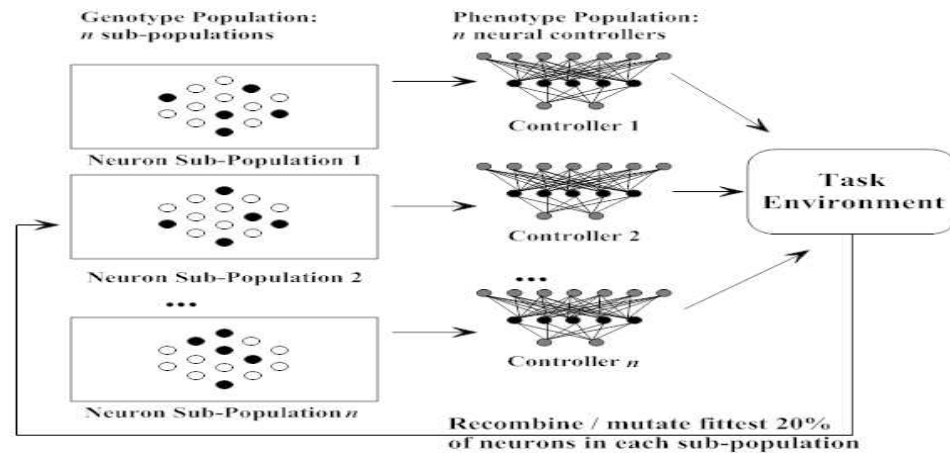 Genotype Population:
n sub-populations
Phenotype Population:
n neural controllers
Controller 1
Neuron Sub-Population 1
Task
Environment
Controller 2
Neuron Sub-Population 2
•••
•••
Controller n
Neuron Sub-Population n
Recombine / mutate fittest 20%
of neurons in each sub-population